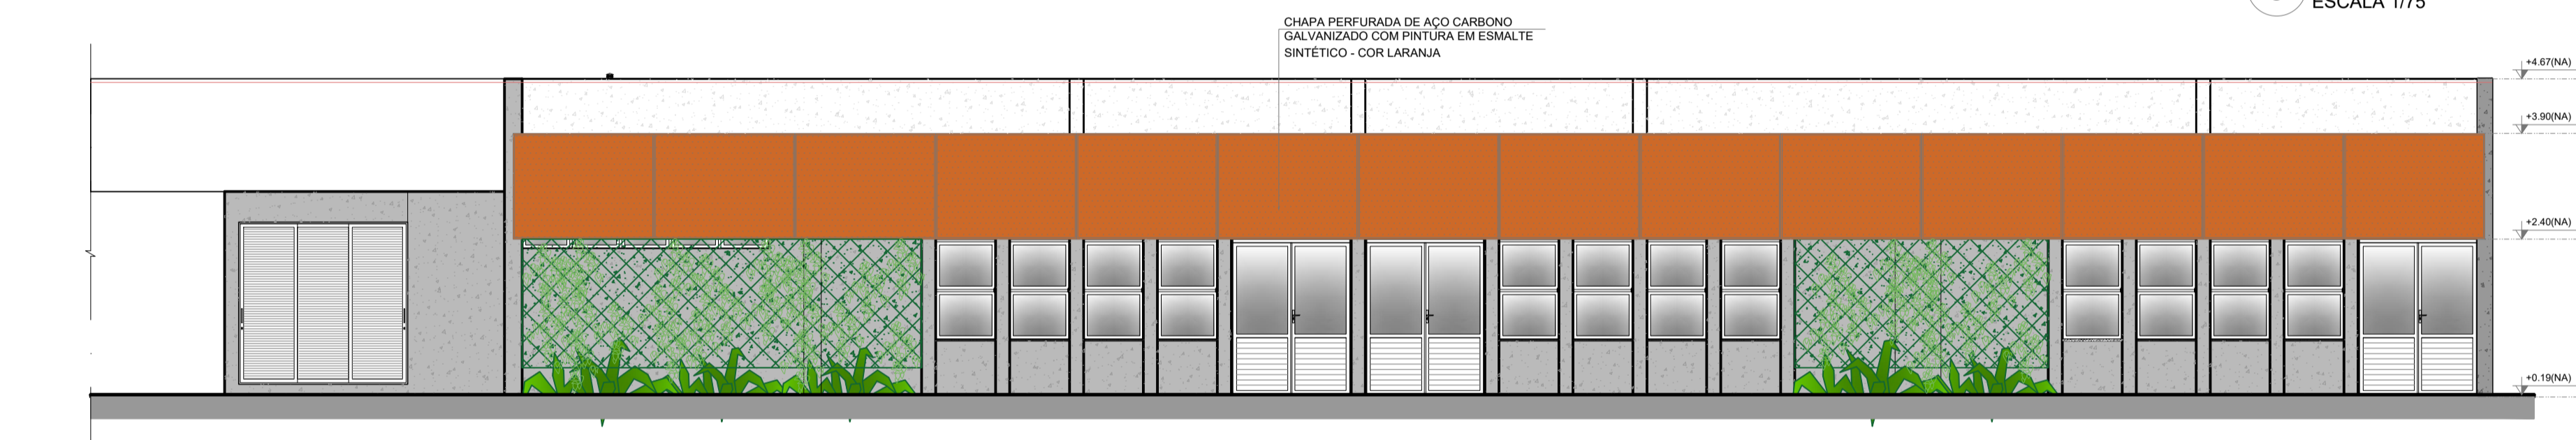 ESCALA 1/75
CHAPA PERFURADA DE AÇO CARBONO
GALVANIZADO COM PINTURA EM ESMALTE
SINTÉTICO - COR LARANJA
+4.67(NA)
+3.90(NA)
+2.40(NA)
+0.19(NA)